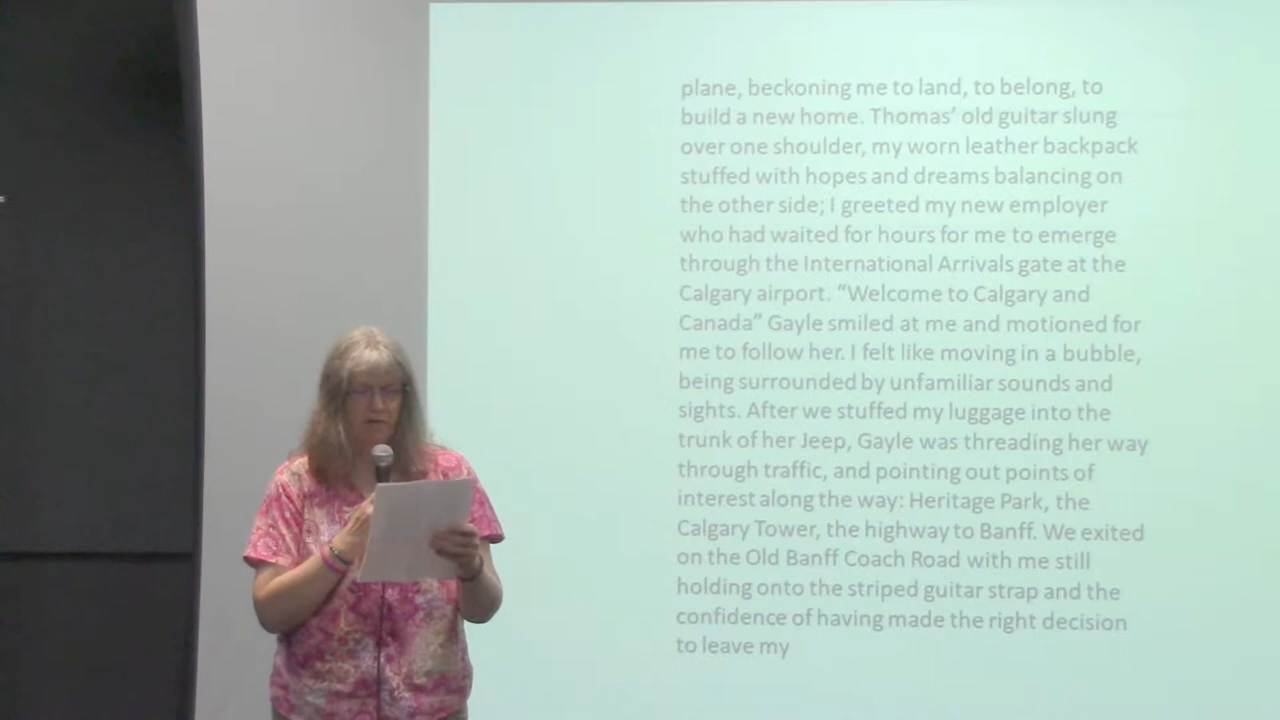 plane, beckoning me to land, to belong, to
build a new home. Thomas’ old guitar slung
over one shoulder, my worn leather backpack
stuffed with hopes and dreams balancing on
the other side; I greeted my new employer
who had waited for hours for me to emerge
through the International Arrivals gate at the
Calgary airport. “Welcome to Calgary and
Canada” Gayle smiled at me and motioned for
me to follow her. I felt like moving in a bubble,
being surrounded by unfamiliar sounds and
sights. After we stuffed my luggage into the
trunk of her Jeep, Gayle was threading her way
through traffic, and pointing out points of
interest along the way: Heritage Park, the
Calgary Tower, the highway to Banff. We exited
on the Old Banff Coach Road with me still
holding onto the striped guitar strap and the
confidence of having made the right decision
to leave my